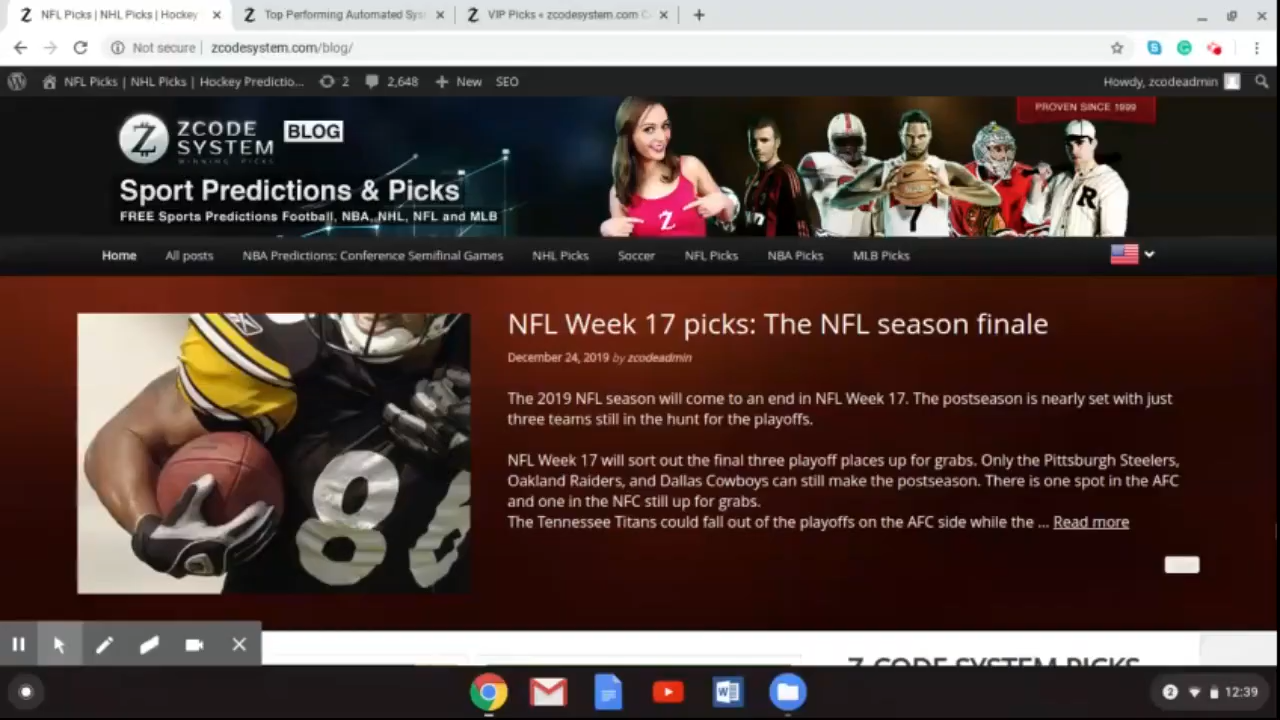 NFL Picks | NHL Picks | Hockey
Top Performing Automated Sys
VIP Picks « zcodesystem.com C
Not secure | zcodesystem.com/blog/
NFL Picks | NHL Picks | Hockey Predictio... 2 2,648 + New SEO Howdy, zcodeadmin
PROVEN SINCE 1999
ZCODE
SYSTEM
WINNING PICKS
BLOG
Sport Predictions & Picks
FREE Sports Predictions Football, NBA, NHL, NFL and MLB
Z
7
R
Home All posts NBA Predictions: Conference Semifinal Games NHL Picks Soccer NFL Picks NBA Picks MLB Picks
NFL Week 17 picks: The NFL season finale
December 24, 2019 by zcodeadmin
The 2019 NFL season will come to an end in NFL Week 17. The postseason is nearly set with just
three teams still in the hunt for the playoffs.
NFL Week 17 will sort out the final three playoff places up for grabs. Only the Pittsburgh Steelers,
Oakland Raiders, and Dallas Cowboys can still make the postseason. There is one spot in the AFC
and one in the NFC still up for grabs.
The Tennessee Titans could fall out of the playoffs on the AFC side while the ... Read more
Z CODE SYSTEM PICKS
2 12:39